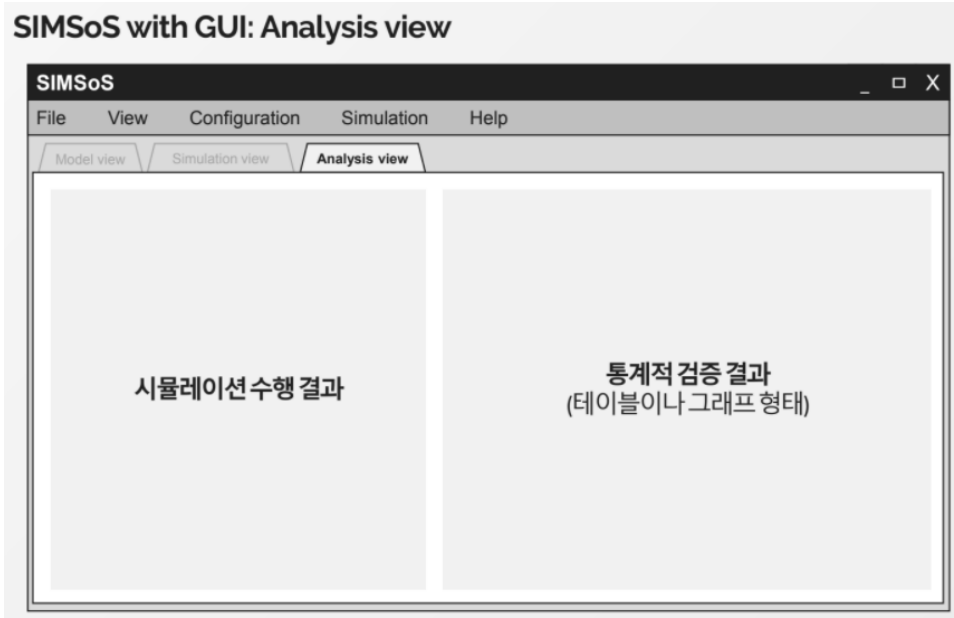 SIMSoS with GUI: Analysis view
SIMSoS
File View Configuration Simulation Help
Model view Simulation view Analysis view
시뮬레이션 수행 결과
통계적 검증 결과
(테이블이나 그래프 형태)